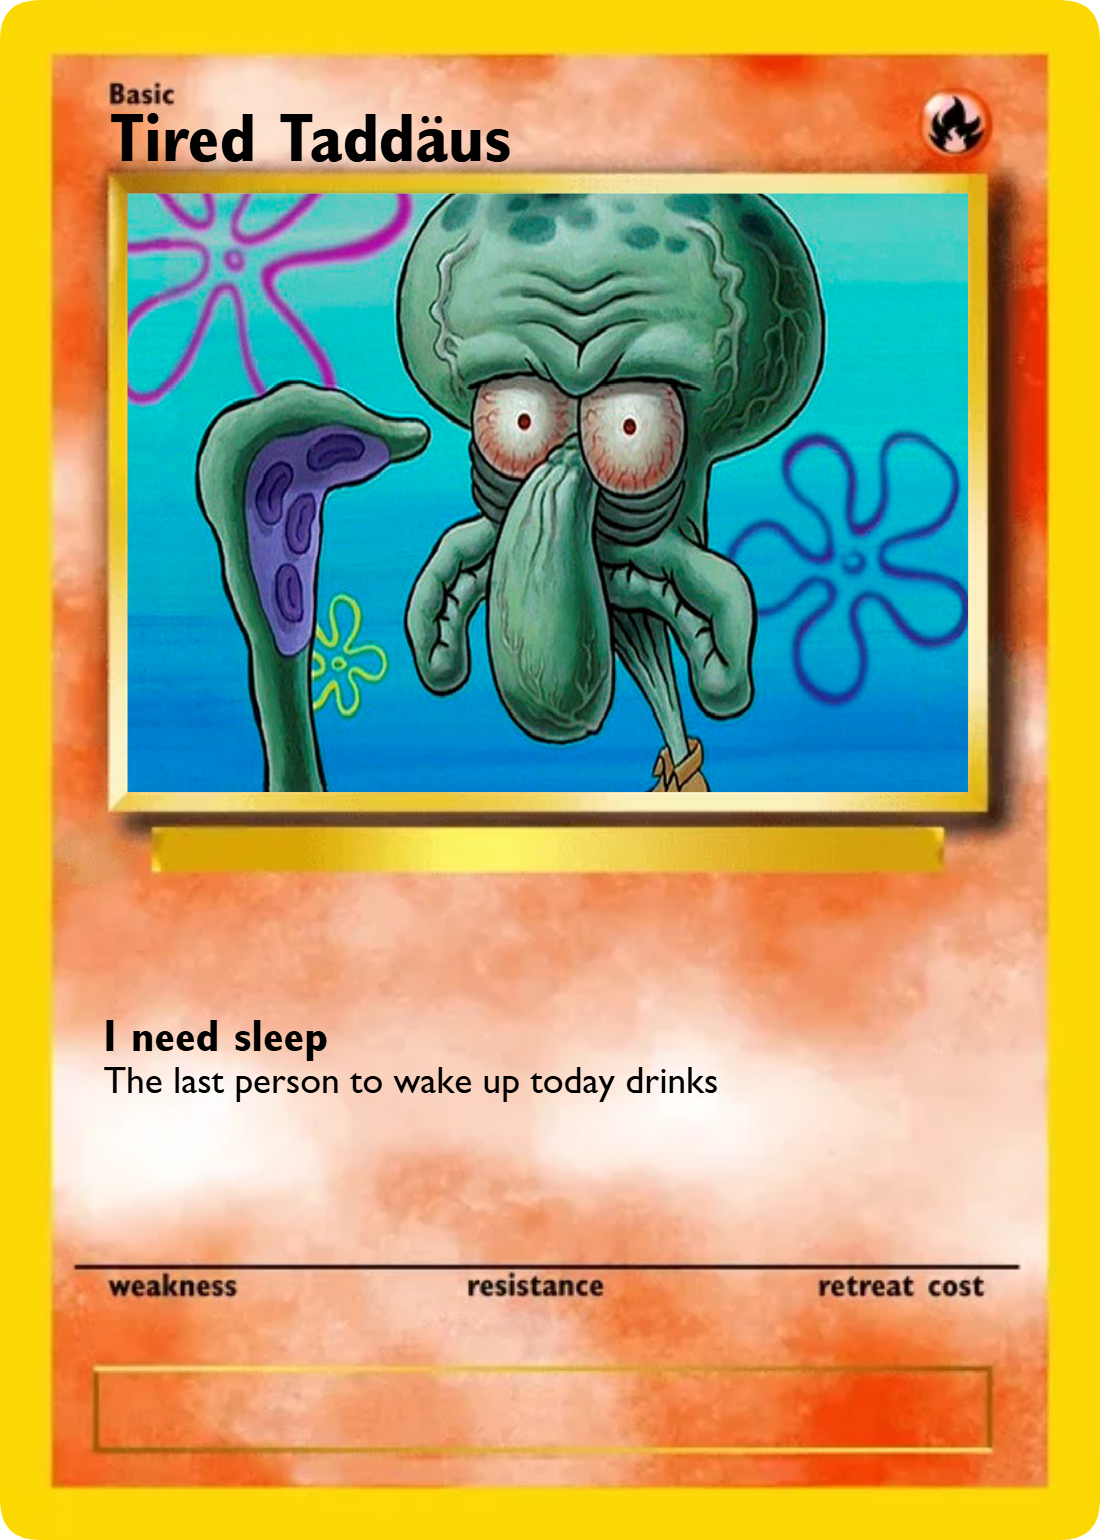 Basic
Tired Taddäus
I need sleep
The last person to wake up today drinks
weakness resistance retreat cost